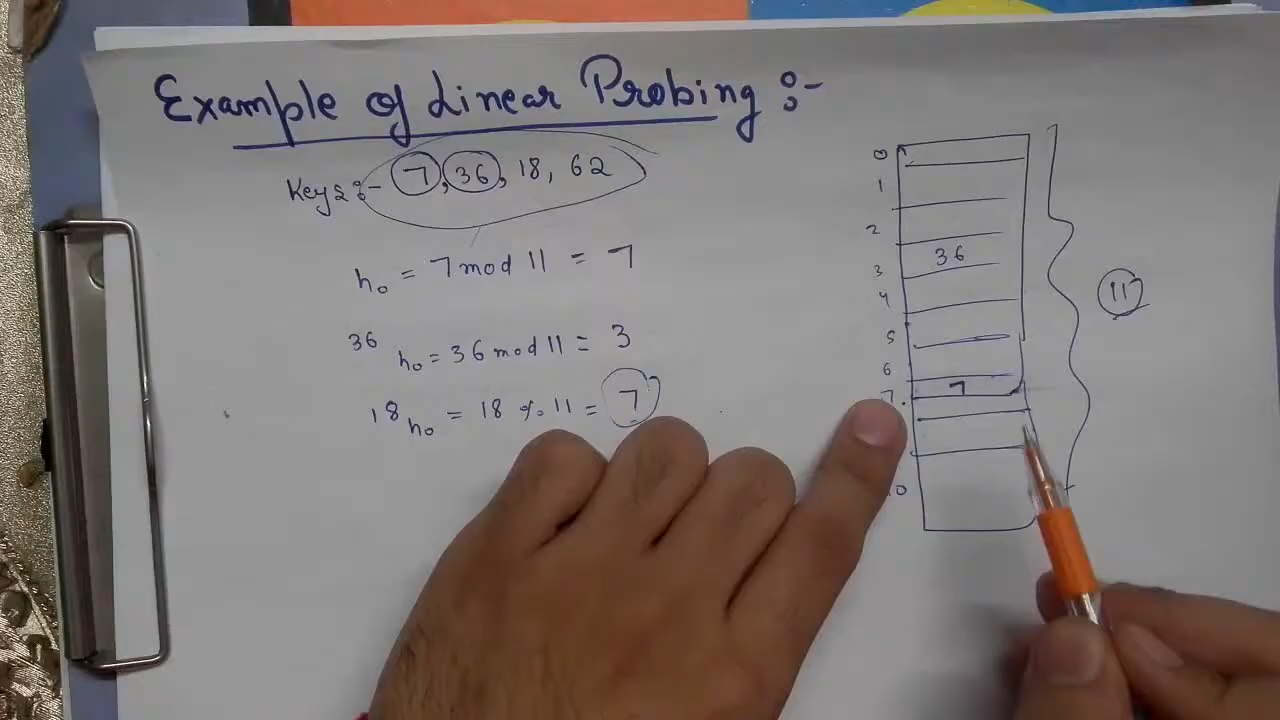 Example of Linear Probing :-
Keys :- 7, 36, 18, 62
h0 = 7 mod 11 = 7
36 h0 = 36 mod 11 = 3
18 h0 = 18 % 11 = 7
0
1
2
36
3
4
5
6
7
7
10
11